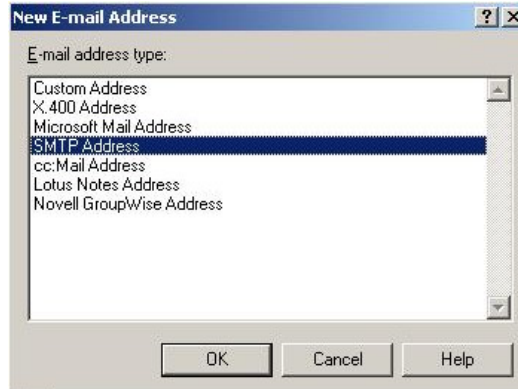 New E-mail Address
E-mail address type:
Custom Address
X.400 Address
Microsoft Mail Address
SMTP Address
cc:Mail Address
Lotus Notes Address
Novell GroupWise Address
OK Cancel Help